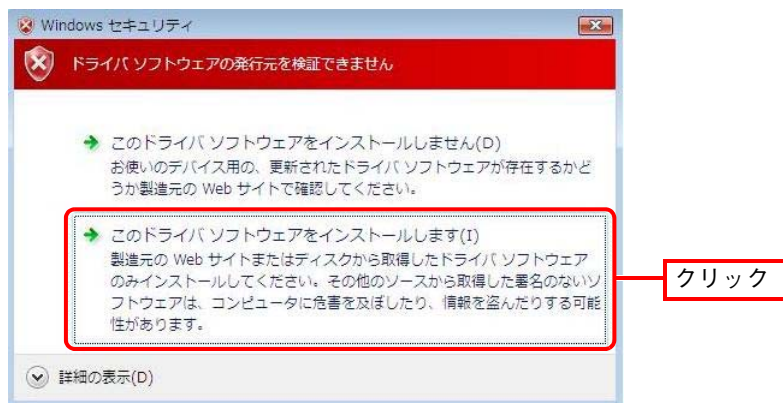 Windows セキュリティ
ドライバ ソフトウェアの発行元を検証できません
このドライバ ソフトウェアをインストールしません(D)
お使いのデバイス用の、更新されたドライバ ソフトウェアが存在するかど
うか製造元の Web サイトで確認してください。
このドライバ ソフトウェアをインストールします(I)
製造元の Web サイトまたはディスクから取得したドライバ ソフトウェア
のみインストールしてください。その他のソースから取得した署名のないソ
フトウェアは、コンピュータに危害を及ぼしたり、情報を盗んだりする可能
性があります。
クリック
詳細の表示(D)